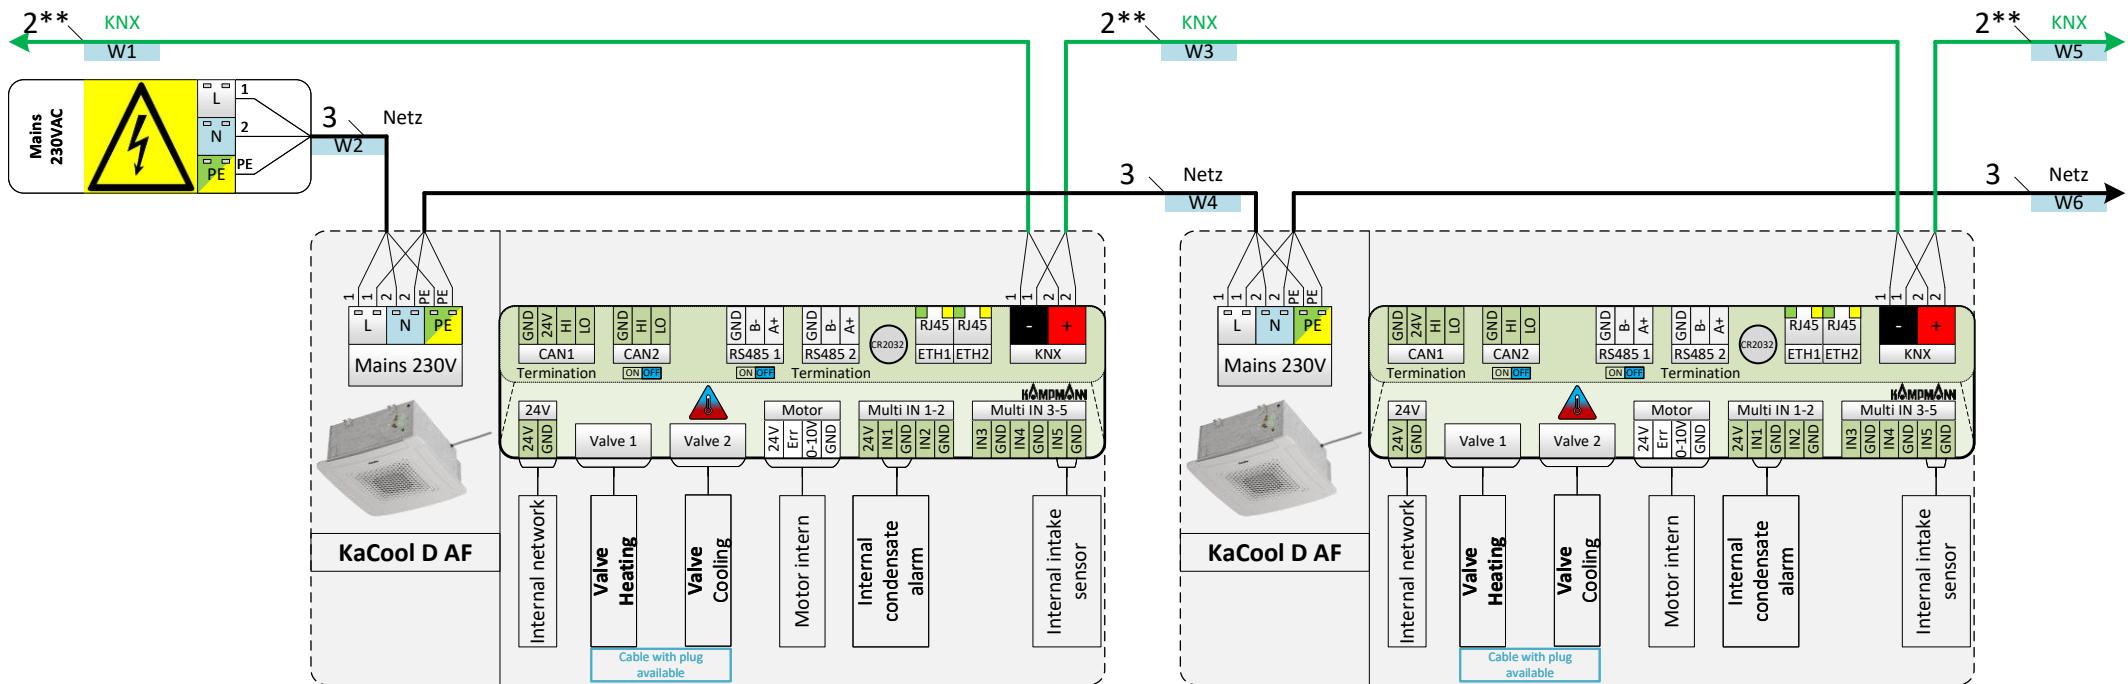 2** KNX 2** KNX 2** KNX
W1 W3 W5
Mains
230VAC
L 1
N 2
PE PE
3 Netz
W2
3 Netz 3 Netz
W4 W6
1 1 2 2 PE PE
L N PE
Mains 230V
KaCool D AF
1 1 2 2
GND 24V HI LO
CAN1
GND HI LO
CAN2
GND B- A+
RS485 1
GND B- A+
RS485 2
CR2032
RJ45 RJ45
ETH1 ETH2
- +
KNX
Termination ON OFF ON OFF Termination
KAMPMANN
24V
24V GND
Valve 1
Valve 2
Motor
24V Err 0-10V GND
Multi IN 1-2
24V IN1 GND IN2 GND
Multi IN 3-5
IN3 GND IN4 GND IN5 GND
Internal network
Valve
Heating
Valve
Cooling
Motor intern
Internal
condensate
alarm
Internal intake
sensor
Cable with plug
available
1 1 2 2 PE PE
L N PE
Mains 230V
KaCool D AF
1 1 2 2
GND 24V HI LO
CAN1
GND HI LO
CAN2
GND B- A+
RS485 1
GND B- A+
RS485 2
CR2032
RJ45 RJ45
ETH1 ETH2
- +
KNX
Termination ON OFF ON OFF Termination
KAMPMANN
24V
24V GND
Valve 1
Valve 2
Motor
24V Err 0-10V GND
Multi IN 1-2
24V IN1 GND IN2 GND
Multi IN 3-5
IN3 GND IN4 GND IN5 GND
Internal network
Valve
Heating
Valve
Cooling
Motor intern
Internal
condensate
alarm
Internal intake
sensor
Cable with plug
available